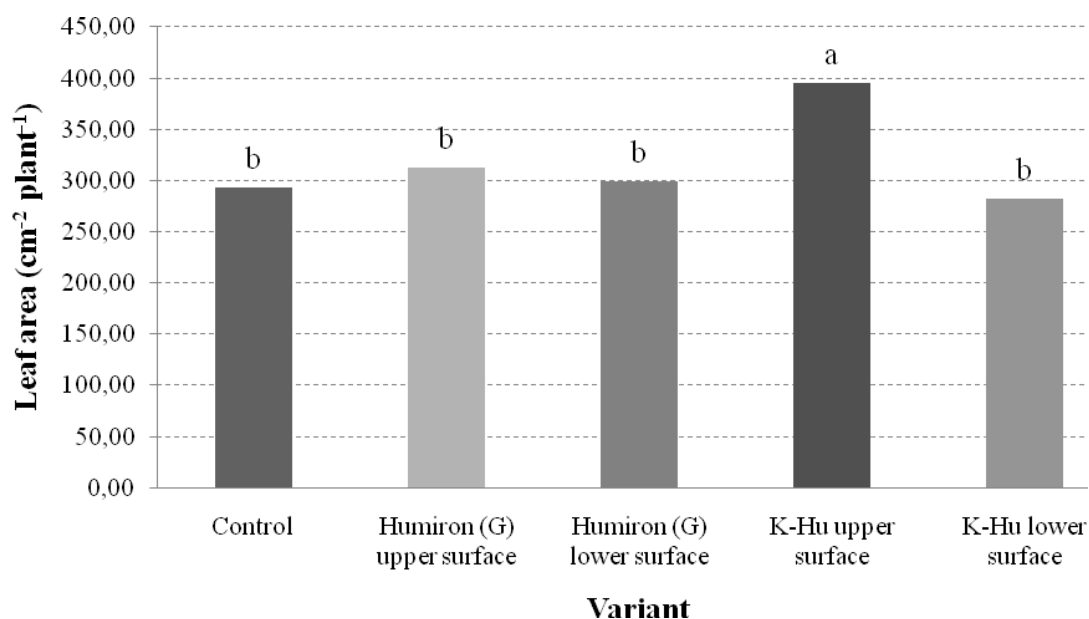 Leaf area (cm⁻² plant⁻¹)
450,00
400,00
350,00
300,00
250,00
200,00
150,00
100,00
50,00
0,00
b
b
b
a
b
Control
Humiron (G)
upper surface
Humiron (G)
lower surface
K-Hu upper
surface
K-Hu lower
surface
Variant